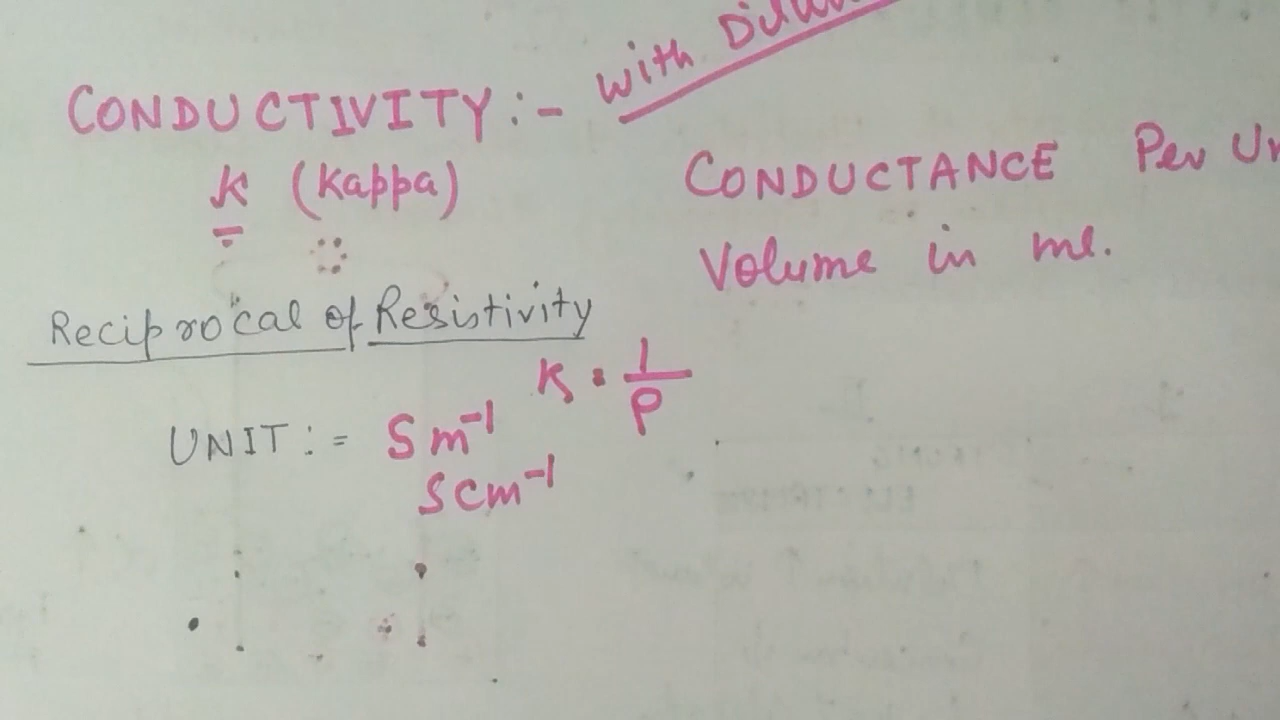 with
CONDUCTIVITY :-
K (Kappa)
CONDUCTANCE Per
Volume in ml.
Reciprocal of Resistivity
K = 1/ρ
UNIT := S m⁻¹
S cm⁻¹